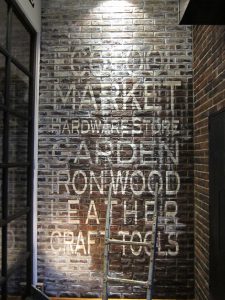 MARKET
HARDWARE STORE
GARDEN
IRONWOOD
LEATHER
CRAFT TOOLS